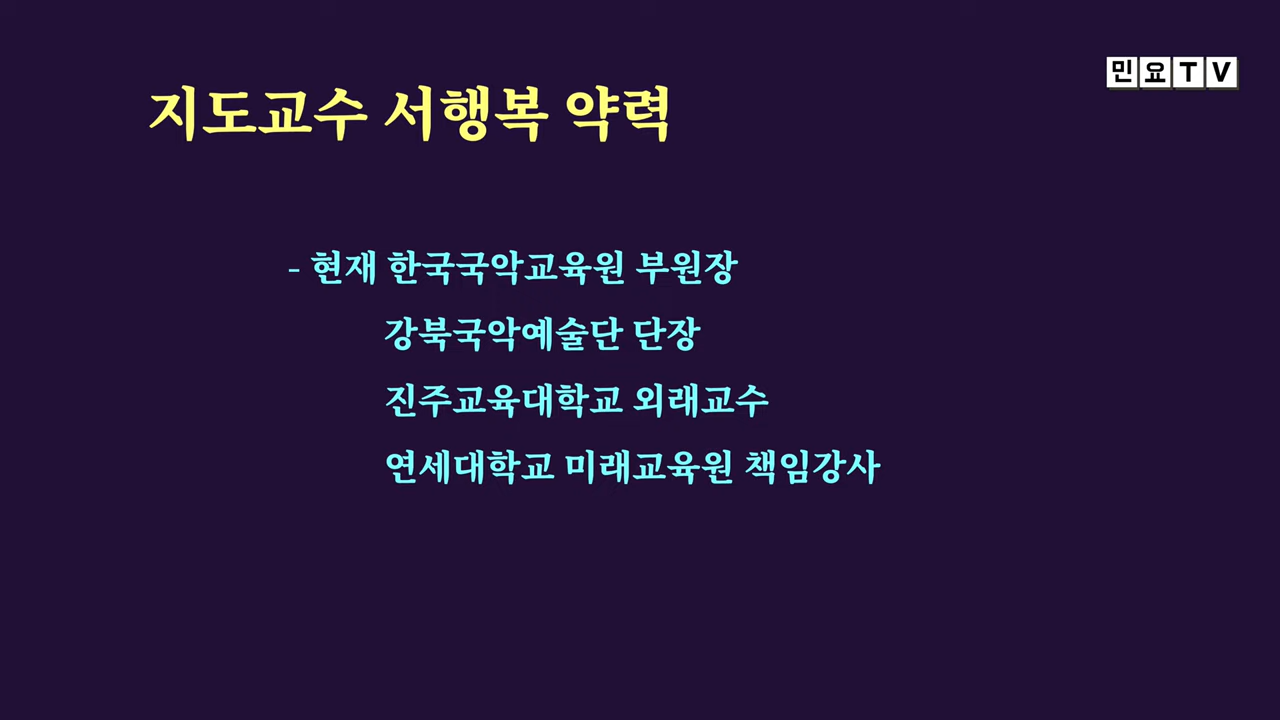 민요TV
지도교수 서행복 약력
- 현재 한국국악교육원 부원장
강북국악예술단 단장
진주교육대학교 외래교수
연세대학교 미래교육원 책임강사